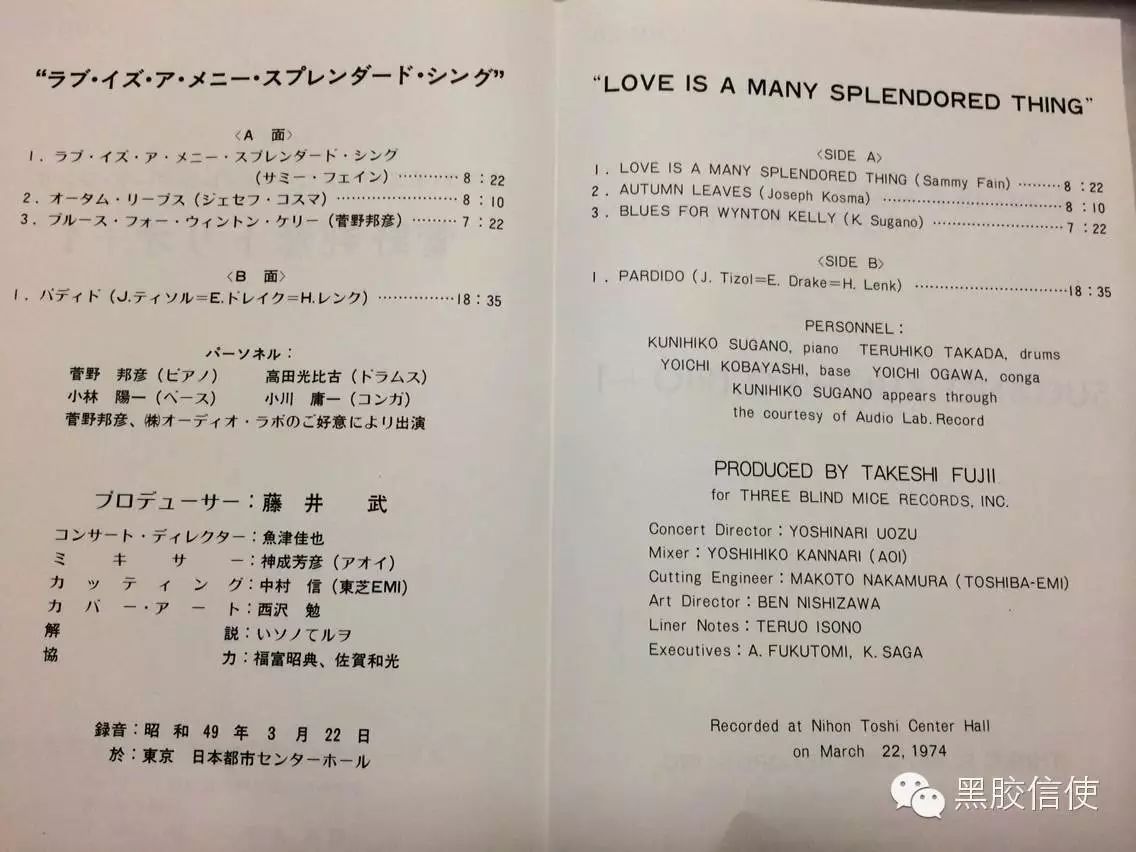 “ラブ・イズ・ア・メニー・スプレンダード・シング”
〈A 面〉
1. ラブ・イズ・ア・メニー・スプレンダード・シング
(サミー・フェイン) ………… 8:22
2. オータム・リーブス (ジェセフ・コスマ) ………………… 8:10
3. ブルース・フォー・ウィントン・ケリー (菅野邦彦) ……… 7:22
〈B 面〉
1. パディド (J.ティソル=E.ドレイク=H.レンク) ……………18:35
パーソネル:
菅野 邦彦 (ピアノ) 高田光比古 (ドラムス)
小林 陽一 (ベース) 小川 庸一 (コンガ)
菅野邦彦、㈱オーディオ・ラボのご好意により出演
プロデューサー:藤井 武
コンサート・ディレクター:魚津佳也
ミキサー:神成芳彦 (アオイ)
カッティング:中村 信 (東芝EMI)
カバー・アート:西沢 勉
解説:いソノてルヲ
協力:福富昭典、佐賀和光
録音:昭和 49 年 3 月 22 日
於:東京 日本都市センターホール
“LOVE IS A MANY SPLENDORED THING”
〈SIDE A〉
1. LOVE IS A MANY SPLENDORED THING (Sammy Fain) ………8:22
2. AUTUMN LEAVES (Joseph Kosma) ………………………… 8:10
3. BLUES FOR WYNTON KELLY (K. Sugano) ………………… 7:22
〈SIDE B〉
1. PARDIDO (J. Tizol=E. Drake=H. Lenk) ………………………18:35
PERSONNEL:
KUNIHIKO SUGANO, piano TERUHIKO TAKADA, drums
YOICHI KOBAYASHI, base YOICHI OGAWA, conga
KUNIHIKO SUGANO appears through
the courtesy of Audio Lab. Record
PRODUCED BY TAKESHI FUJII
for THREE BLIND MICE RECORDS, INC.
Concert Director: YOSHINARI UOZU
Mixer: YOSHIHIKO KANNARI (AOI)
Cutting Engineer: MAKOTO NAKAMURA (TOSHIBA-EMI)
Art Director: BEN NISHIZAWA
Liner Notes: TERUO ISONO
Executives: A. FUKUTOMI, K. SAGA
Recorded at Nihon Toshi Center Hall
on March 22, 1974
黑胶信使